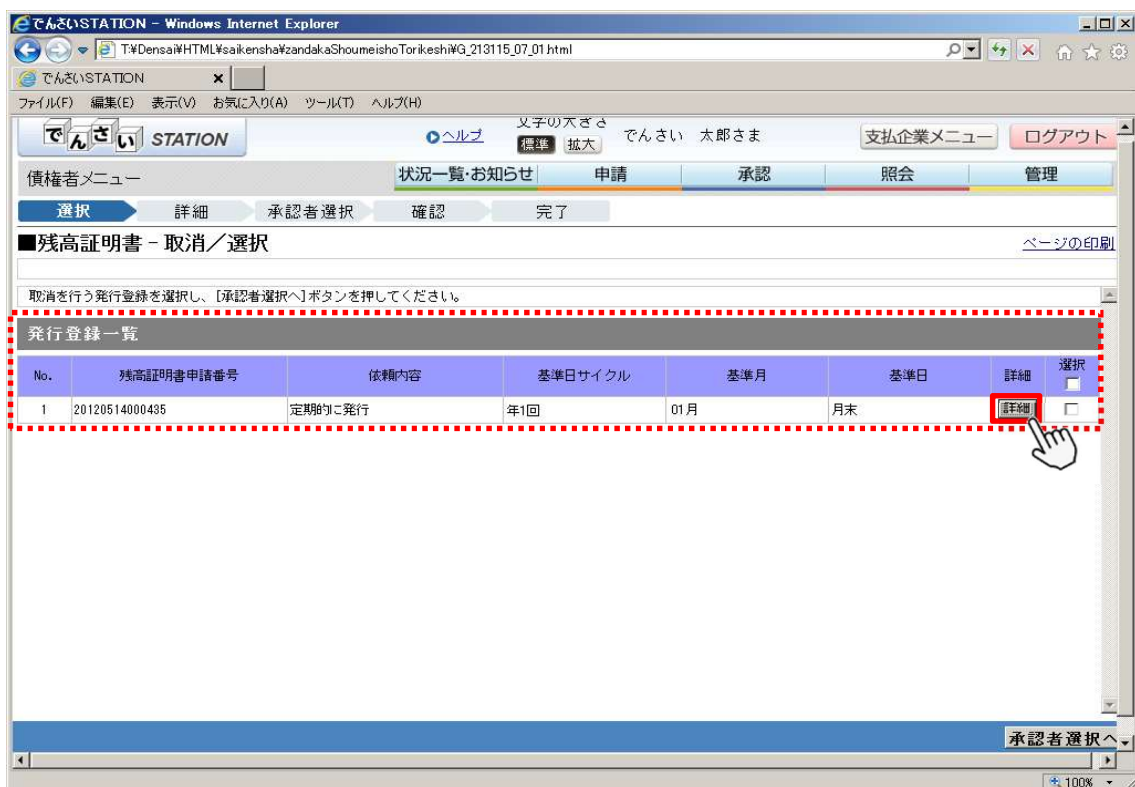 でんさいSTATION - Windows Internet Explorer
T:¥Densai¥HTML¥saikensha¥zandakaShoumeishoTorikeshi¥G_213115_07_01.html
でんさいSTATION
ファイル(F) 編集(E) 表示(V) お気に入り(A) ツール(T) ヘルプ(H)
でんさい STATION
ヘルプ
文字の大きさ
標準 拡大
でんさい 太郎さま
支払企業メニュー
ログアウト
債権者メニュー
状況一覧・お知らせ 申請 承認 照会 管理
選択 詳細 承認者選択 確認 完了
■残高証明書－取消／選択
ページの印刷
取消を行う発行登録を選択し、[承認者選択へ]ボタンを押してください。
発行登録一覧
No. 残高証明書申請番号 依頼内容 基準日サイクル 基準月 基準日 詳細 選択
1 20120514000435 定期的に発行 年1回 01月 月末 詳細
承認者選択へ
100%